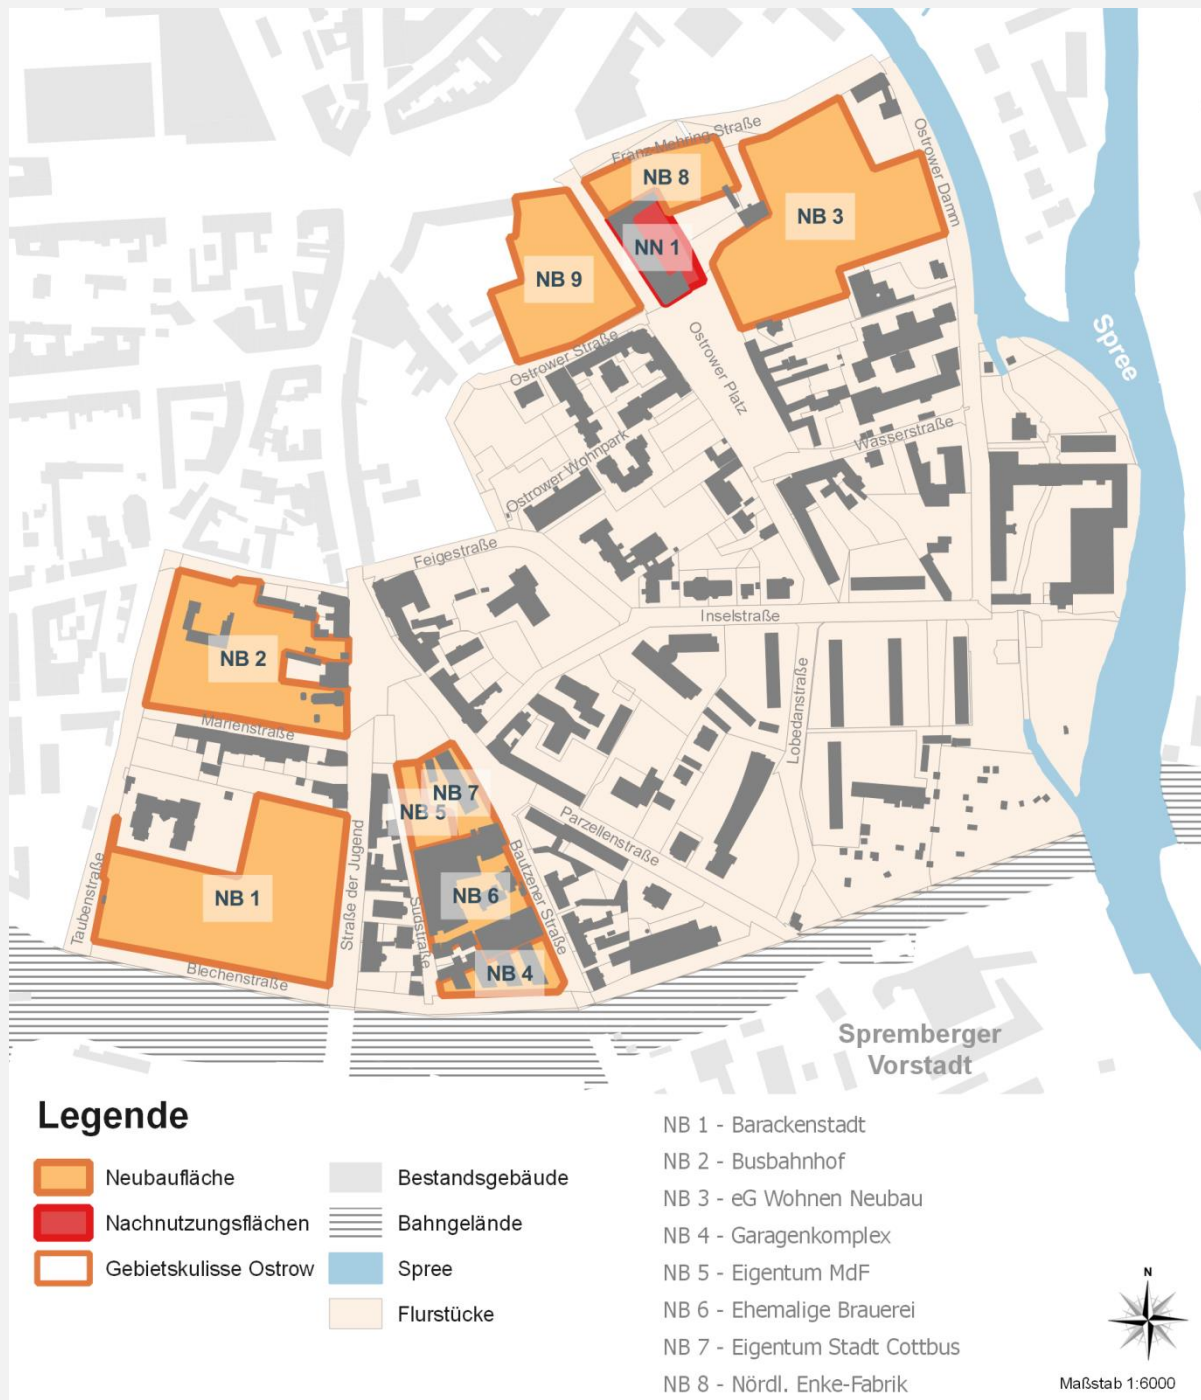 Franz-Mehring-Straße
Ostrower Damm
NB 8
NB 3
NN 1
NB 9
Spree
Ostrower Straße
Ostrower Platz
Wasserstraße
Ostrower Wohnpark
Feigestraße
Inselstraße
NB 2
Marienstraße
Lobedanstraße
NB 7
NB 5
Parzellenstraße
Bautzener Straße
NB 1
NB 6
Taubenstraße
Straße der Jugend
Südstraße
Blechenstraße
NB 4
Spremberger
Vorstadt
Legende
Neubaufläche
Nachnutzungsflächen
Gebietskulisse Ostrow
Bestandsgebäude
Bahngelände
Spree
Flurstücke
NB 1 - Barackenstadt
NB 2 - Busbahnhof
NB 3 - eG Wohnen Neubau
NB 4 - Garagenkomplex
NB 5 - Eigentum MdF
NB 6 - Ehemalige Brauerei
NB 7 - Eigentum Stadt Cottbus
NB 8 - Nördl. Enke-Fabrik
N
Maßstab 1:6000